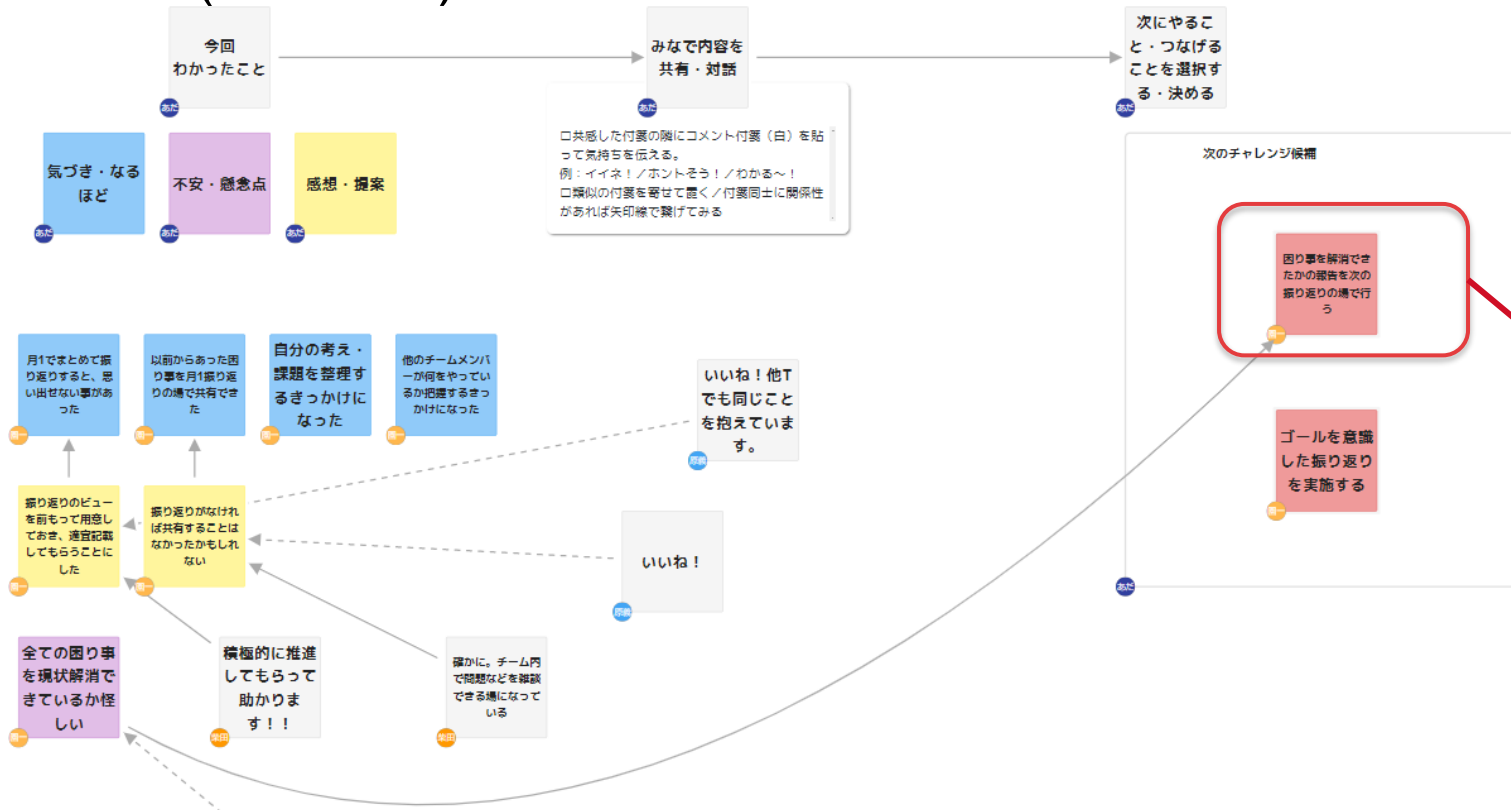 今回
わかったこと
あだ
みなで内容を
共有・対話
あだ
次にやるこ
と・つなげる
ことを選択す
る・決める
あだ
気づき・なる
ほど
あだ
不安・懸念点
あだ
感想・提案
あだ
口共感した付箋の隣にコメント付箋（白）を貼
って気持ちを伝える。
例：イイネ！／ホントそう！／わかる～！
口類似の付箋を寄せて置く／付箋同士に関係性
があれば矢印線で繋げてみる
次のチャレンジ候補
困り事を解消でき
たかの報告を次の
振り返りの場で行
う
ゴールを意識
した振り返り
を実施する
あだ
月1でまとめて振
り返りすると、思
い出せない事があ
った
以前からあった困
り事を月1振り返
りの場で共有でき
た
自分の考え・
課題を整理す
るきっかけに
なった
他のチームメンバ
ーが何をやってい
るか把握するきっ
かけになった
いいね！他T
でも同じこと
を抱えていま
す。
振り返りのビュー
を前もって用意し
ておき、適宜記載
してもらうことに
した
振り返りがなけれ
ば共有することは
なかったかもしれ
ない
いいね！
全ての困り事
を現状解消で
きているか怪
しい
積極的に推進
してもらって
助かりま
す！！
柴田
確かに。チーム内
で問題などを雑談
できる場になって
いる
柴田